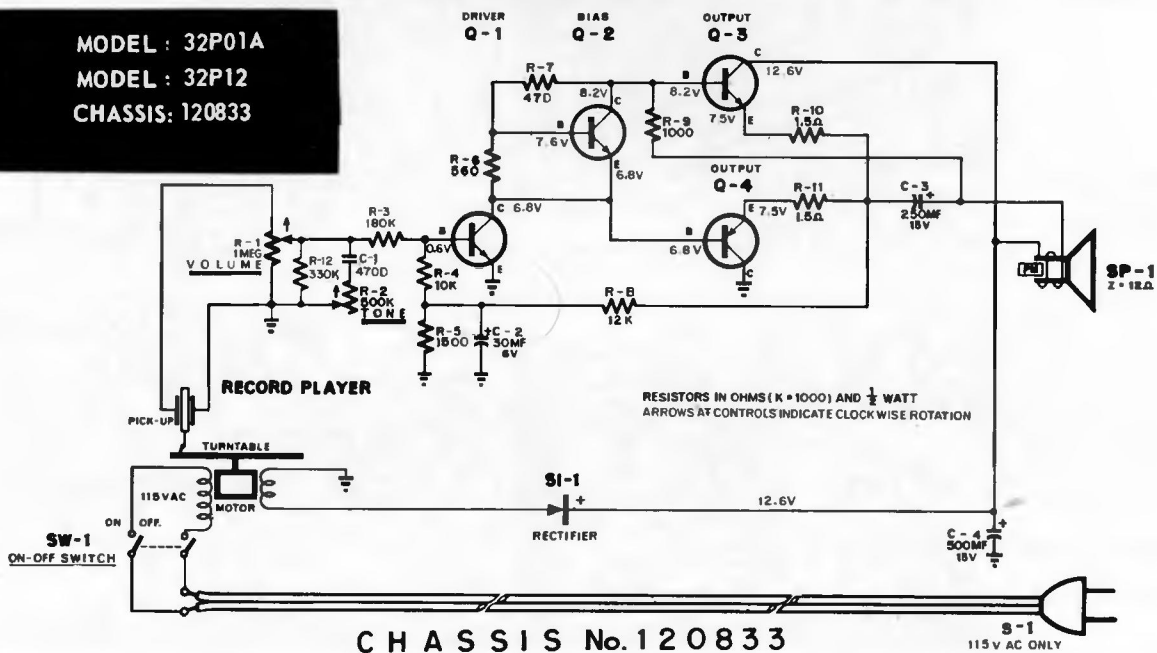 MODEL : 32P01A
MODEL : 32P12
CHASSIS: 120833
DRIVER
Q-1
BIAS
Q-2
OUTPUT
Q-3
R-7
470
8.2V
C
B
8.2V
C
12.6V
7.5V
E
R-10
1.5Ω
R-9
1000
B
7.6V
E
6.8V
R-6
560
C
6.8V
OUTPUT
Q-4
E
7.5V
R-11
1.5Ω
C-3
+
250MF
15V
B
6.8V
C
R-1
1MEG
VOLUME
R-12
330K
C-1
4700
R-2
500K
TONE
R-3
180K
B
0.6V
E
R-4
10K
R-5
1500
+
C-2
30MF
6V
R-8
12K
PM
SP-1
Z=12Ω
RECORD PLAYER
PICK-UP
TURNTABLE
RESISTORS IN OHMS (K=1000) AND 1/2 WATT
ARROWS AT CONTROLS INDICATE CLOCKWISE ROTATION
115VAC
MOTOR
SI-1
+
RECTIFIER
12.6V
C-4
+
500MF
15V
ON OFF.
SW-1
ON-OFF SWITCH
S-1
115V AC ONLY
CHASSIS No. 120833